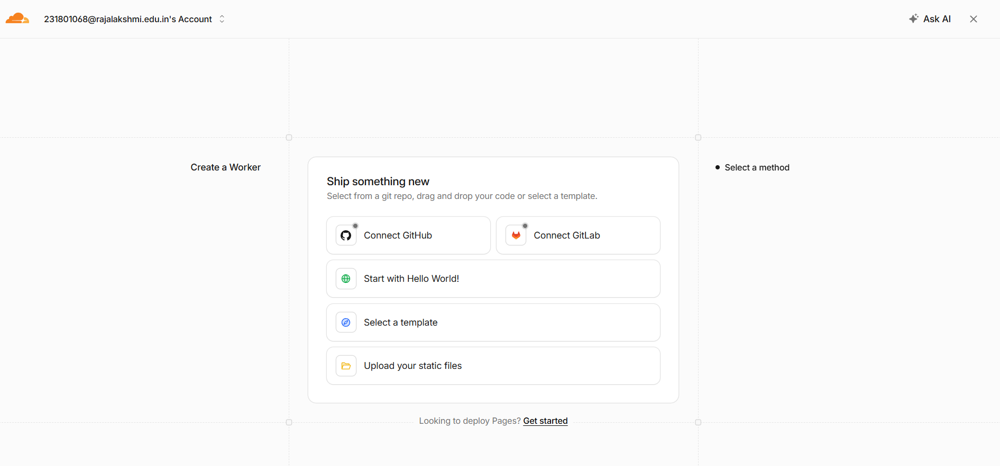 231801068@rajalakshmi.edu.in's Account
Ask AI
Create a Worker
Select a method
Ship something new
Select from a git repo, drag and drop your code or select a template.
Connect GitHub
Connect GitLab
Start with Hello World!
Select a template
Upload your static files
Looking to deploy Pages? Get started